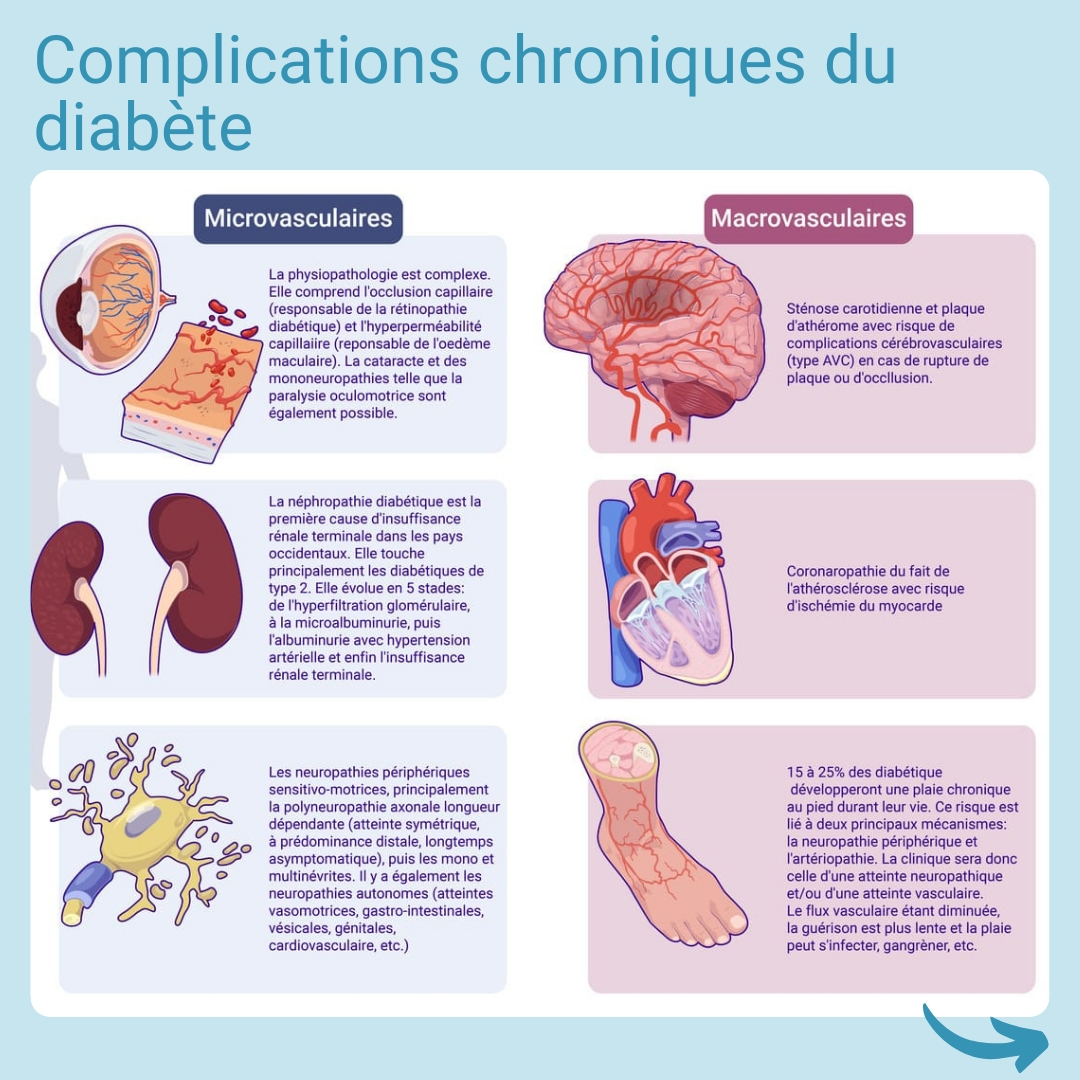 Complications chroniques du
diabète
Microvasculaires
La physiopathologie est complexe.
Elle comprend l'occlusion capillaire
(responsable de la rétinopathie
diabétique) et l'hyperperméabilité
capillaiire (reponsable de l'oedème
maculaire). La cataracte et des
mononeuropathies telle que la
paralysie oculomotrice sont
également possible.
La néphropathie diabétique est la
première cause d'insuffisance
rénale terminale dans les pays
occidentaux. Elle touche
principalement les diabétiques de
type 2. Elle évolue en 5 stades:
de l'hyperfiltration glomérulaire,
à la microalbuminurie, puis
l'albuminurie avec hypertension
artérielle et enfin l'insuffisance
rénale terminale.
Les neuropathies périphériques
sensitivo-motrices, principalement
la polyneuropathie axonale longueur
dépendante (atteinte symétrique,
à prédominance distale, longtemps
asymptomatique), puis les mono et
multinévrites. Il y a également les
neuropathies autonomes (atteintes
vasomotrices, gastro-intestinales,
vésicales, génitales,
cardiovasculaire, etc.)
Macrovasculaires
Sténose carotidienne et plaque
d'athérome avec risque de
complications cérébrovasculaires
(type AVC) en cas de rupture de
plaque ou d'occllusion.
Coronaropathie du fait de
l'athérosclérose avec risque
d'ischémie du myocarde
15 à 25% des diabétique
développeront une plaie chronique
au pied durant leur vie. Ce risque est
lié à deux principaux mécanismes:
la neuropathie périphérique et
l'artériopathie. La clinique sera donc
celle d'une atteinte neuropathique
et/ou d'une atteinte vasculaire.
Le flux vasculaire étant diminuée,
la guérison est plus lente et la plaie
peut s'infecter, gangrèner, etc.